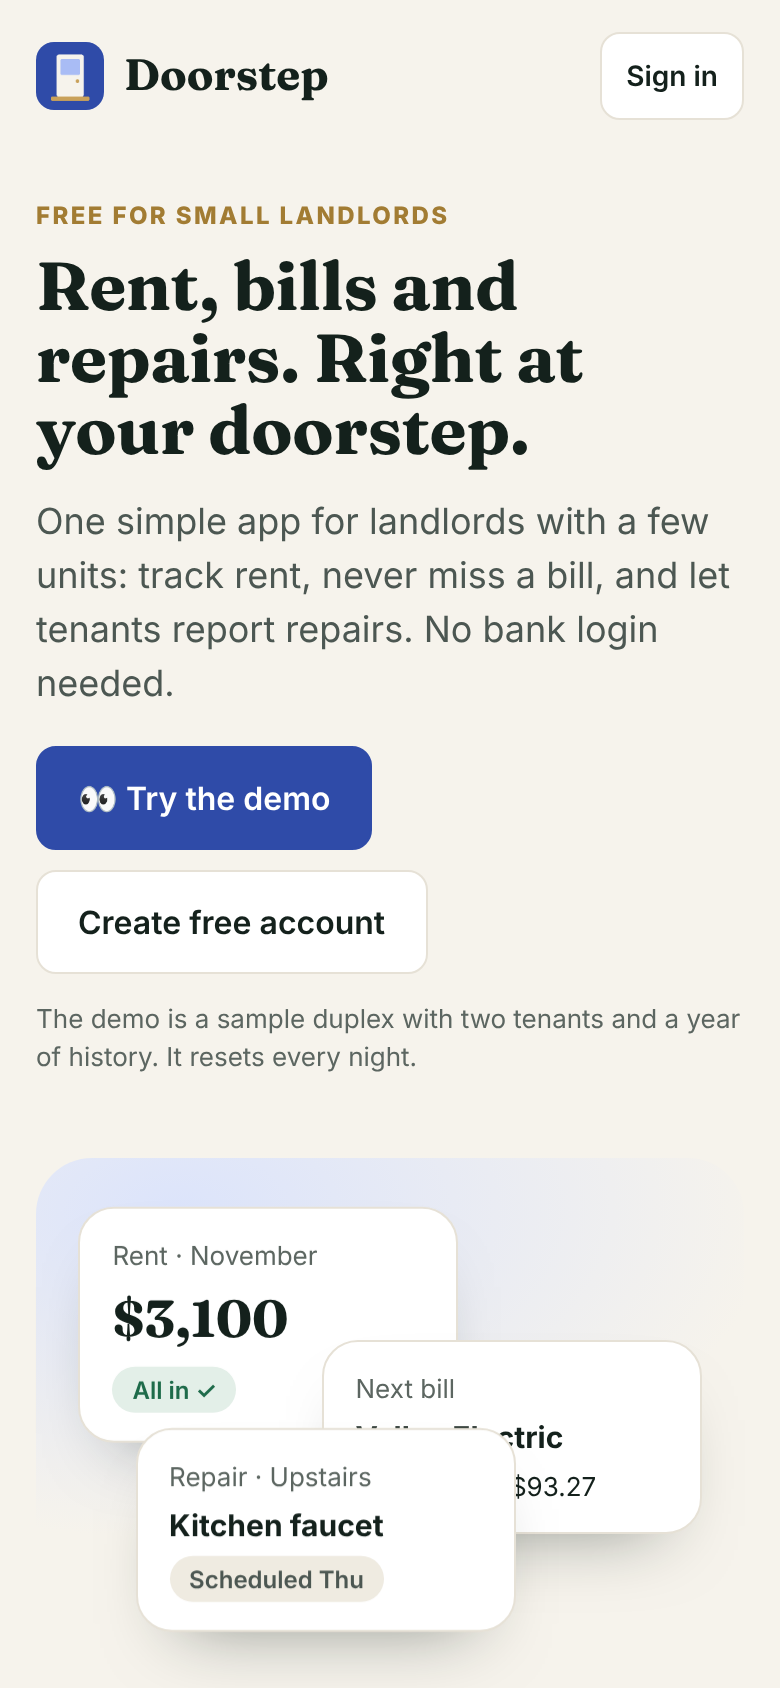 Doorstep
Sign in
FREE FOR SMALL LANDLORDS
Rent, bills and
repairs. Right at
your doorstep.
One simple app for landlords with a few
units: track rent, never miss a bill, and let
tenants report repairs. No bank login
needed.
👀 Try the demo
Create free account
The demo is a sample duplex with two tenants and a year
of history. It resets every night.
Rent · November
$3,100
All in ✓
Next bill
$93.27
Repair · Upstairs
Kitchen faucet
Scheduled Thu